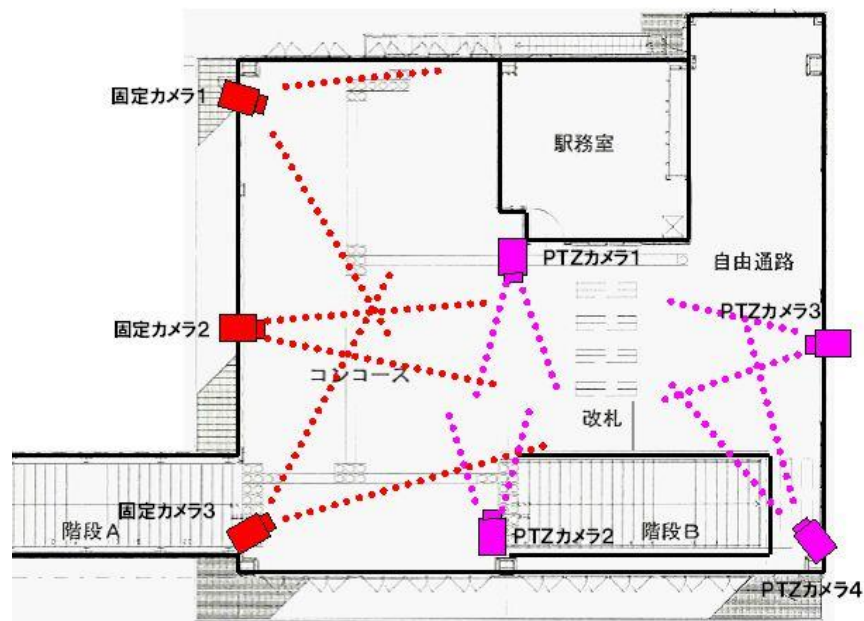 固定カメラ1
駅務室
PTZカメラ1
自由通路
PTZカメラ3
固定カメラ2
コンコース
改札
固定カメラ3
階段A
PTZカメラ2
階段B
PTZカメラ4